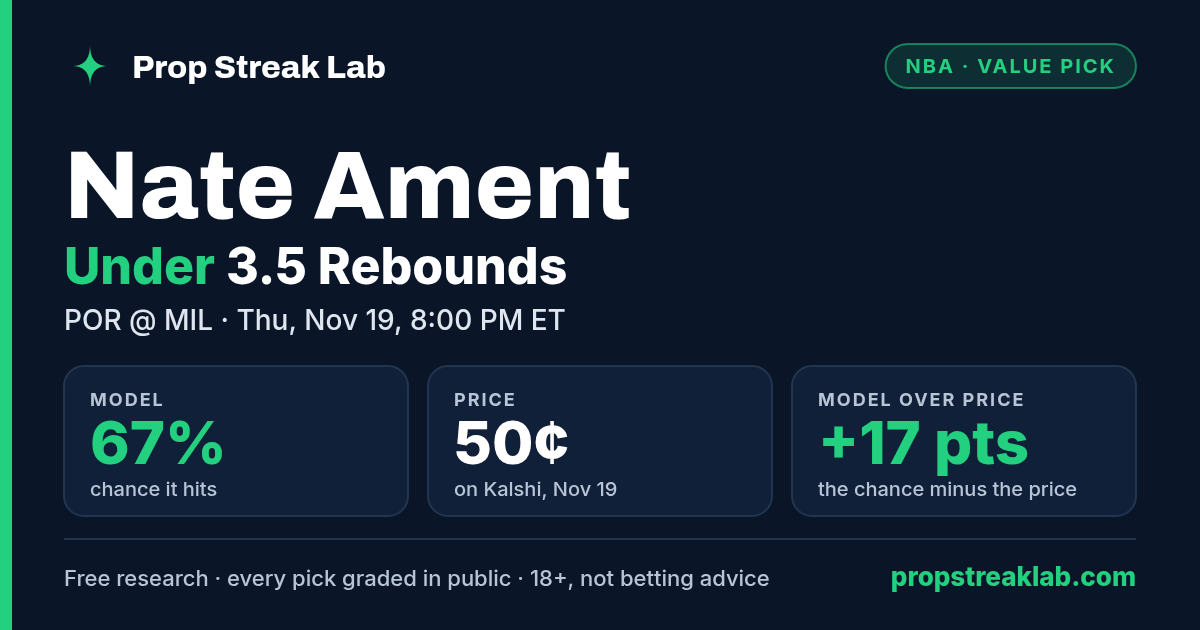 Prop Streak Lab
NBA · VALUE PICK
Nate Ament
Under 3.5 Rebounds
POR @ MIL · Thu, Nov 19, 8:00 PM ET
MODEL
67%
chance it hits
PRICE
50¢
on Kalshi, Nov 19
MODEL OVER PRICE
+17 pts
the chance minus the price
Free research · every pick graded in public · 18+, not betting advice
propstreaklab.com